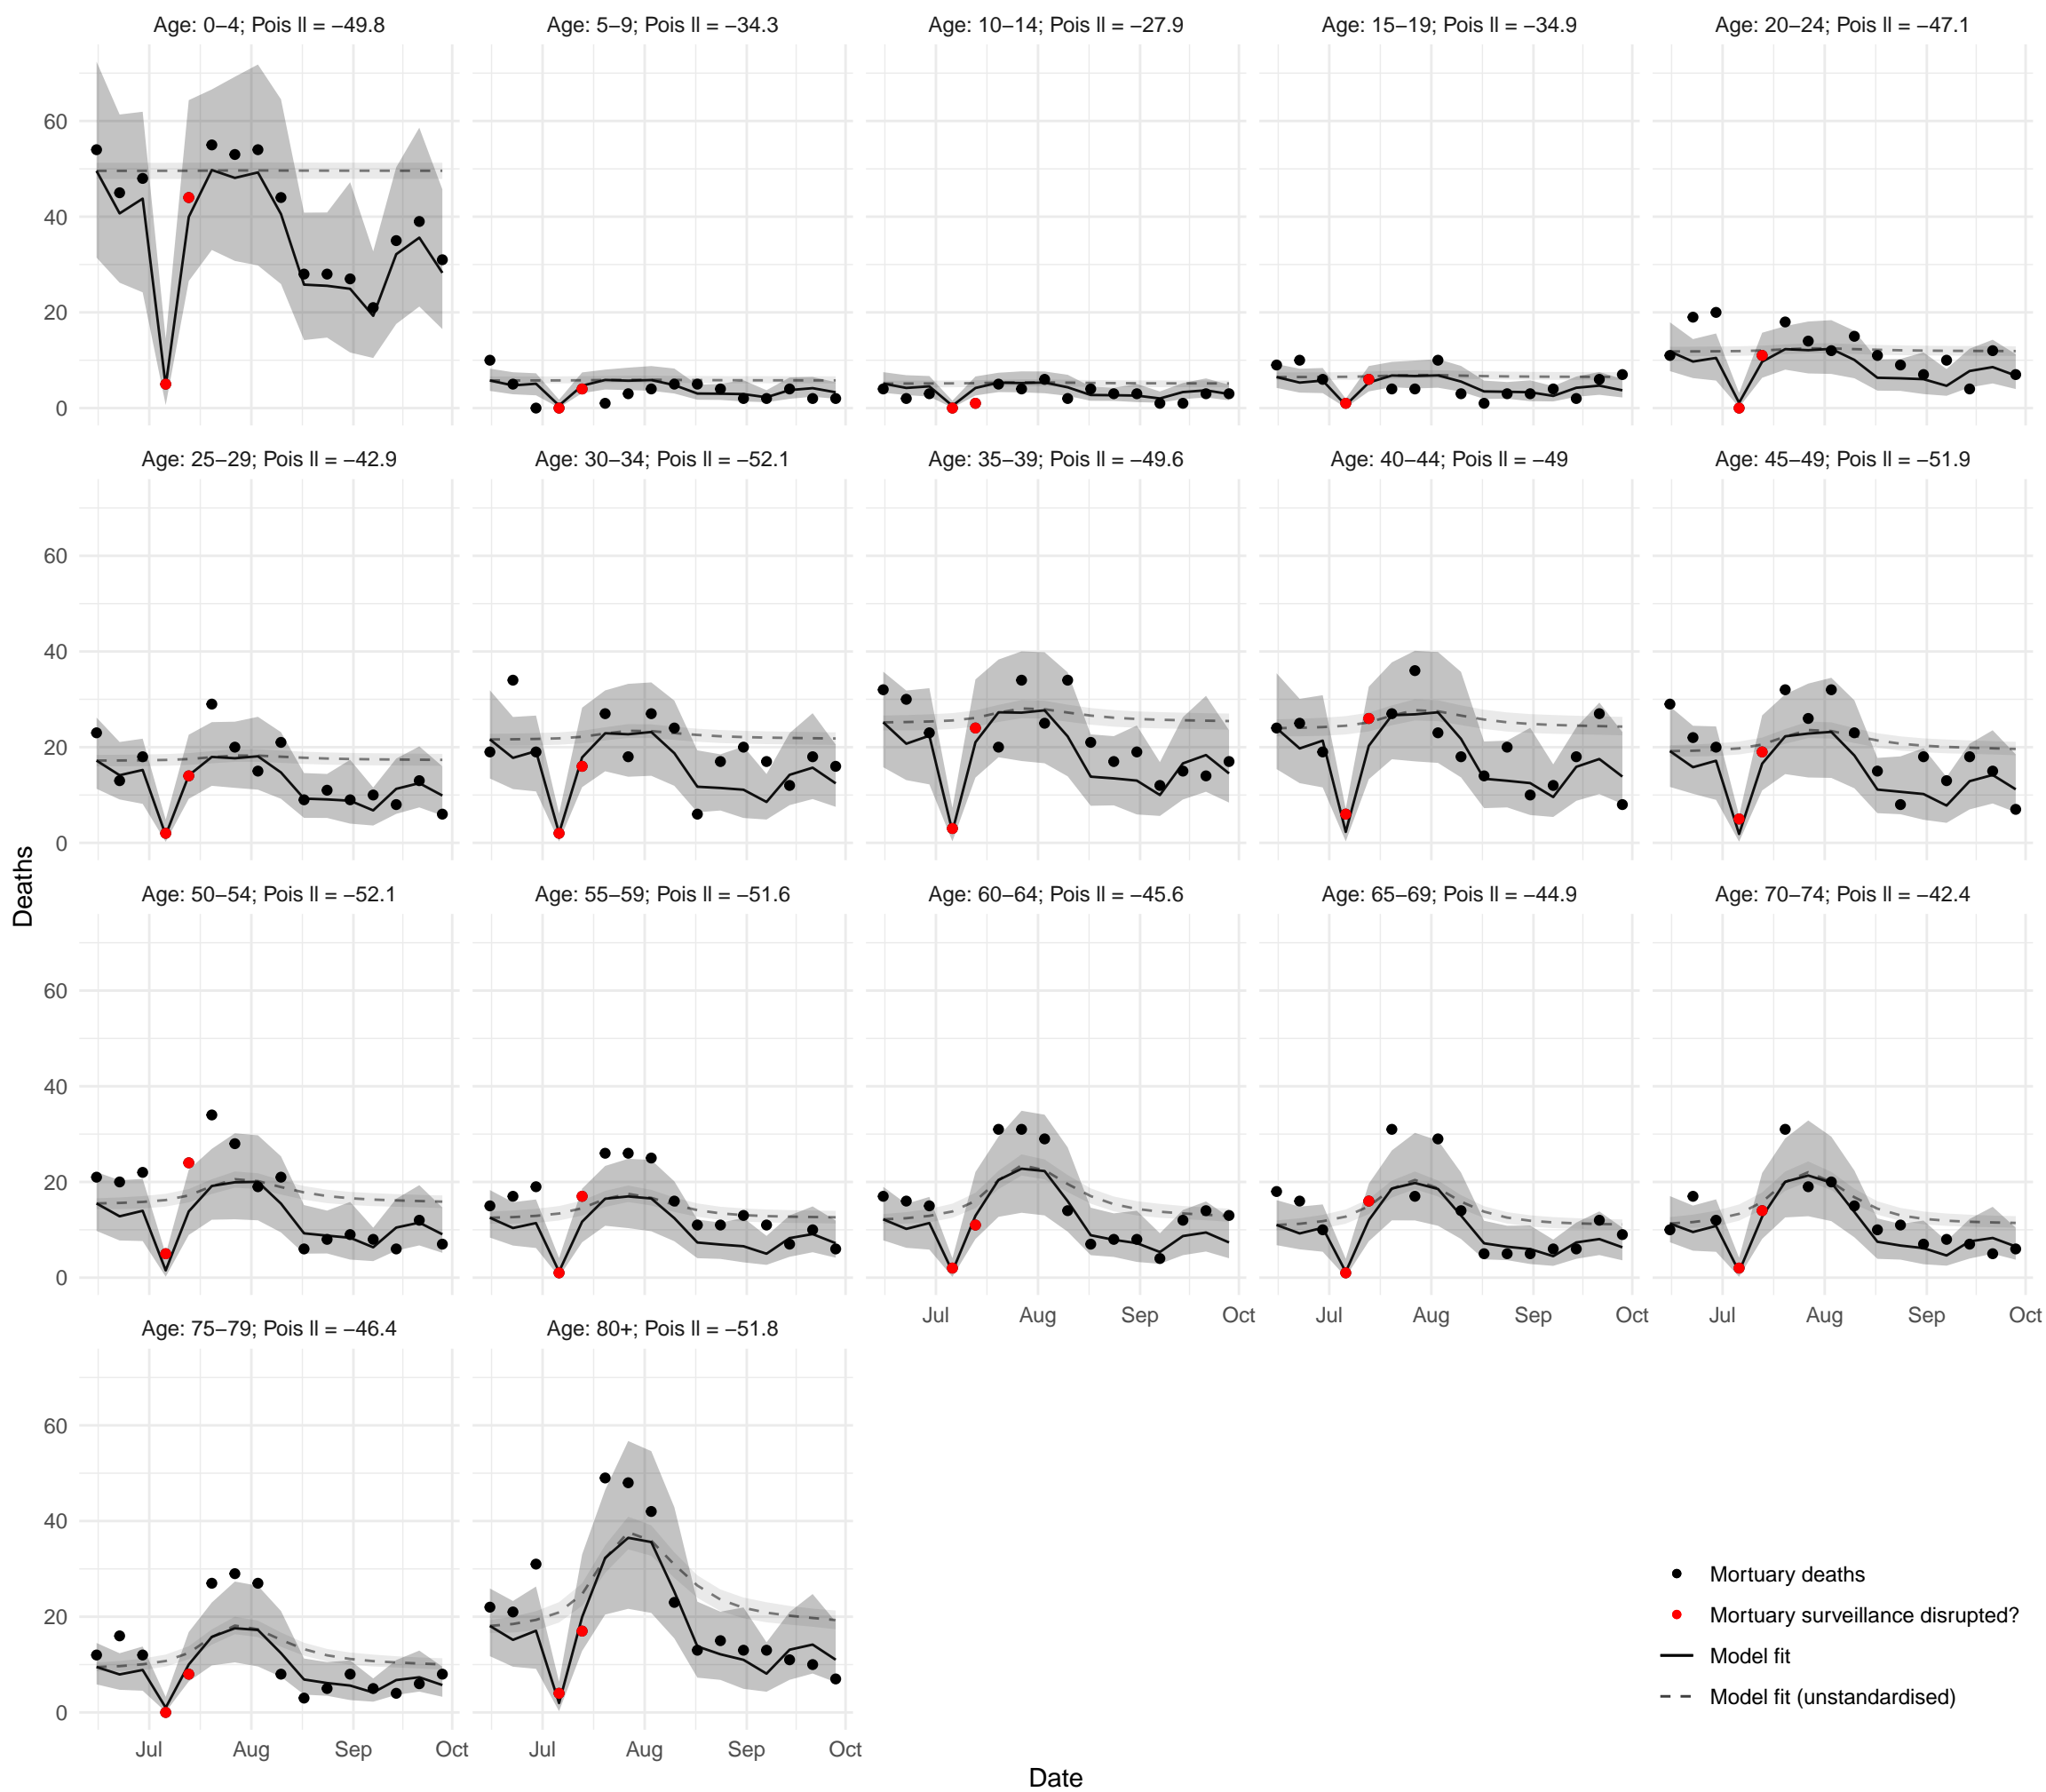 Age: 0–4; Pois ll = −49.8
Age: 5–9; Pois ll = −34.3
Age: 10–14; Pois ll = −27.9
Age: 15–19; Pois ll = −34.9
Age: 20–24; Pois ll = −47.1
60
40
20
0
Age: 25–29; Pois ll = −42.9
Age: 30–34; Pois ll = −52.1
Age: 35–39; Pois ll = −49.6
Age: 40–44; Pois ll = −49
Age: 45–49; Pois ll = −51.9
60
40
20
0
Deaths
Age: 50–54; Pois ll = −52.1
Age: 55–59; Pois ll = −51.6
Age: 60–64; Pois ll = −45.6
Age: 65–69; Pois ll = −44.9
Age: 70–74; Pois ll = −42.4
60
40
20
0
Jul Aug Sep Oct
Jul Aug Sep Oct
Jul Aug Sep Oct
Age: 75–79; Pois ll = −46.4
Age: 80+; Pois ll = −51.8
60
40
20
0
Jul Aug Sep Oct
Jul Aug Sep Oct
Mortuary deaths
Mortuary surveillance disrupted?
Model fit
Model fit (unstandardised)
Date